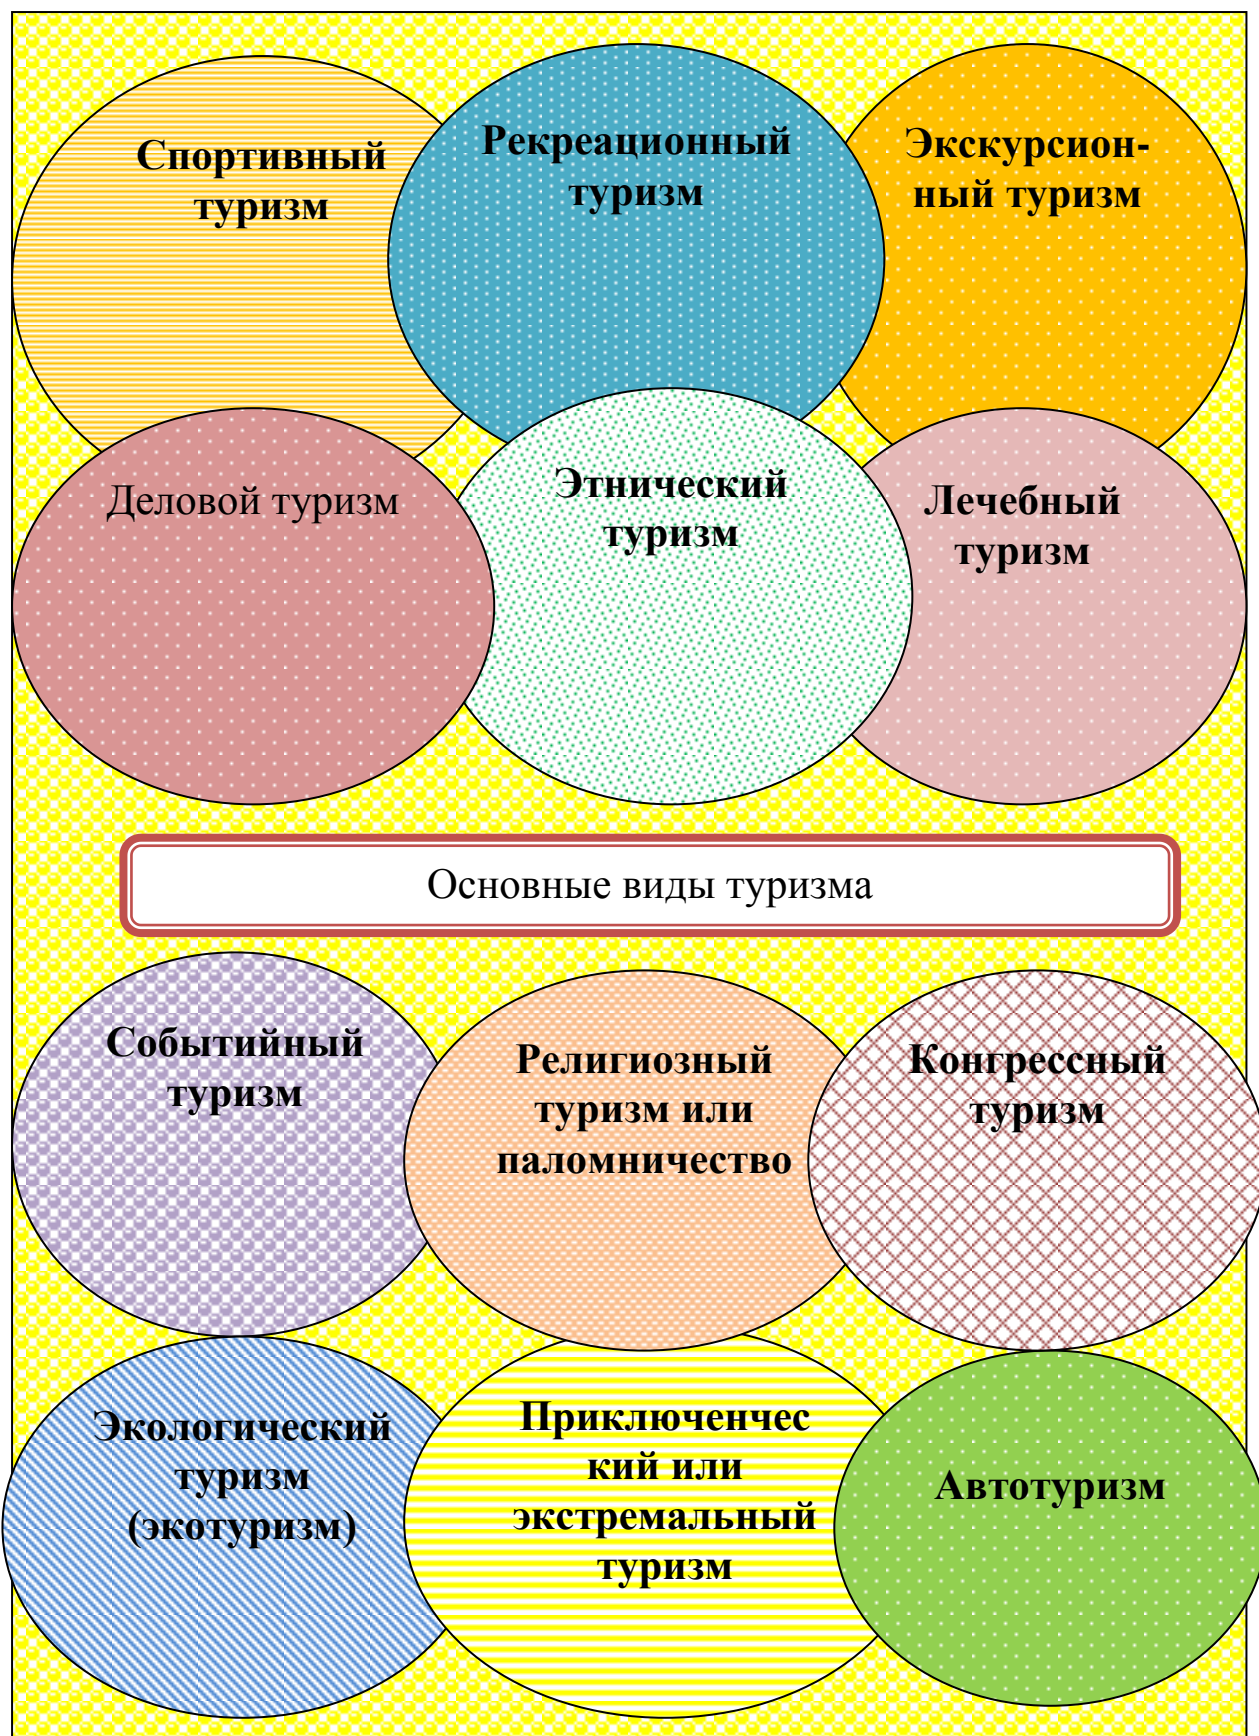 Спортивный
туризм
Рекреационный
туризм
Экскурсион-
ный туризм
Деловой туризм
Этнический
туризм
Лечебный
туризм
Основные виды туризма
Событийный
туризм
Религиозный
туризм или
паломничество
Конгрессный
туризм
Экологический
туризм
(экотуризм)
Приключенчес
кий или
экстремальный
туризм
Автотуризм